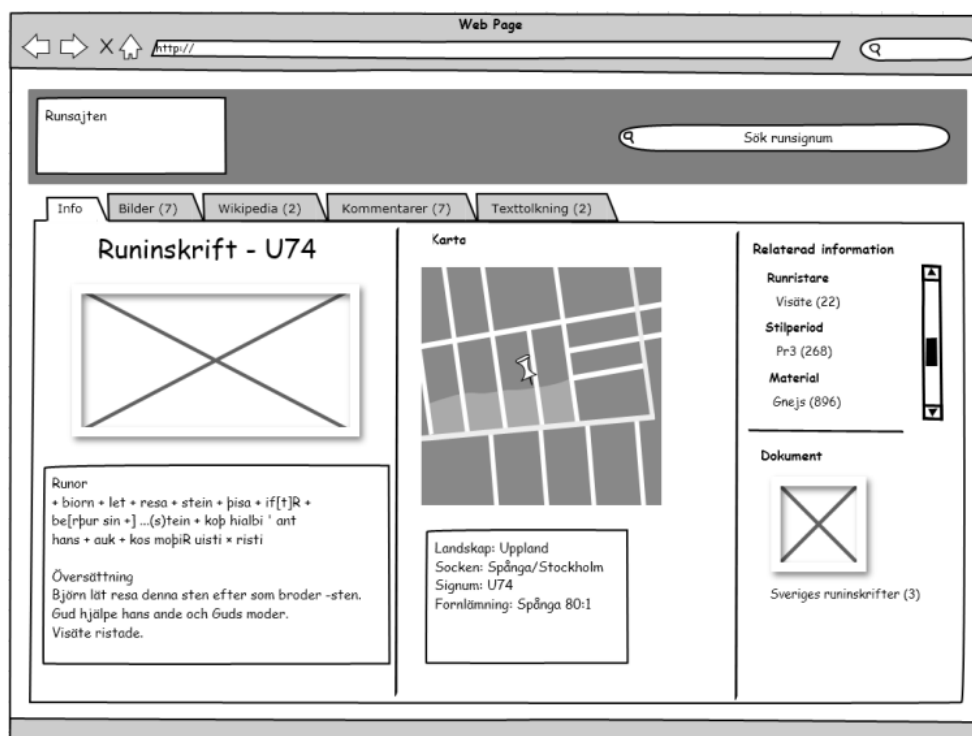 Web Page
http://
Runsajten
Sök runsignum
Info
Bilder (7)
Wikipedia (2)
Kommentarer (7)
Texttolkning (2)
Runinskrift - U74
Runor
+ biorn + let + resa + stein + þisa + if[t]R +
be[rþur sin +] ...(s)tein + koþ hialbi ' ant
hans + auk + kos moþiR uisti × risti
Översättning
Björn lät resa denna sten efter som broder -sten.
Gud hjälpe hans ande och Guds moder.
Visäte ristade.
Karta
Landskap: Uppland
Socken: Spånga/Stockholm
Signum: U74
Fornlämning: Spånga 80:1
Relaterad information
Runristare
Visäte (22)
Stilperiod
Pr3 (268)
Material
Gnejs (896)
Dokument
Sveriges runinskrifter (3)